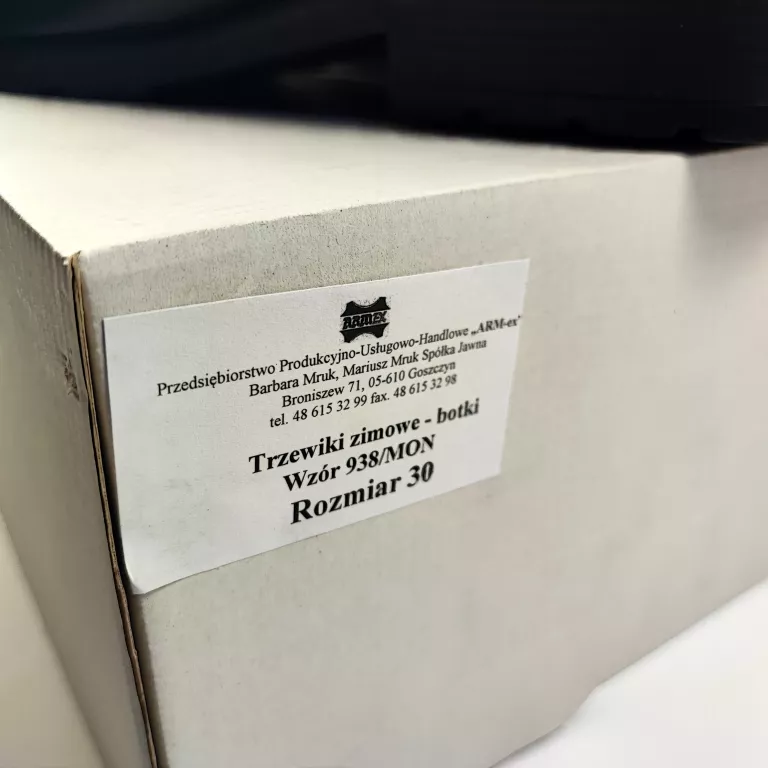 ARMEX
Przedsiębiorstwo Produkcyjno-Usługowo-Handlowe „ARM-ex"
Barbara Mruk, Mariusz Mruk Spółka Jawna
Broniszew 71, 05-610 Goszczyn
tel. 48 615 32 99 fax. 48 615 32 98
Trzewiki zimowe - botki
Wzór 938/MON
Rozmiar 30